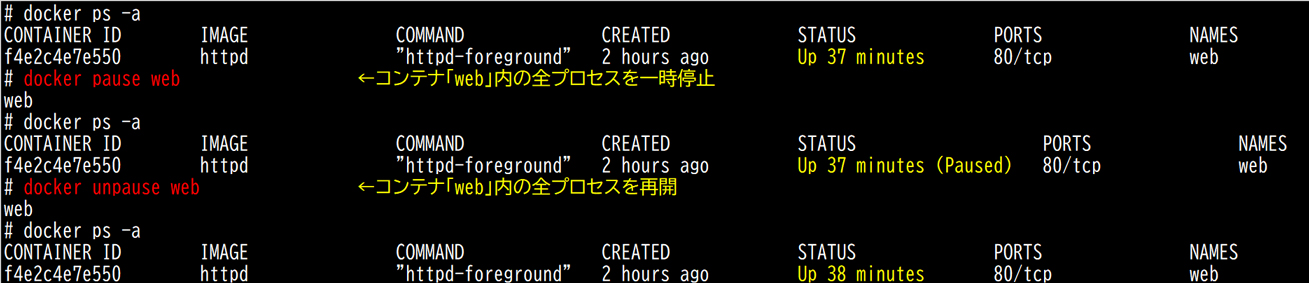 # docker ps -a
CONTAINER ID IMAGE COMMAND CREATED STATUS PORTS NAMES
f4e2c4e7e550 httpd "httpd-foreground" 2 hours ago Up 37 minutes 80/tcp web
# docker pause web ←コンテナ「web」内の全プロセスを一時停止
web
# docker ps -a
CONTAINER ID IMAGE COMMAND CREATED STATUS PORTS NAMES
f4e2c4e7e550 httpd "httpd-foreground" 2 hours ago Up 37 minutes (Paused) 80/tcp web
# docker unpause web ←コンテナ「web」内の全プロセスを再開
web
# docker ps -a
CONTAINER ID IMAGE COMMAND CREATED STATUS PORTS NAMES
f4e2c4e7e550 httpd "httpd-foreground" 2 hours ago Up 38 minutes 80/tcp web